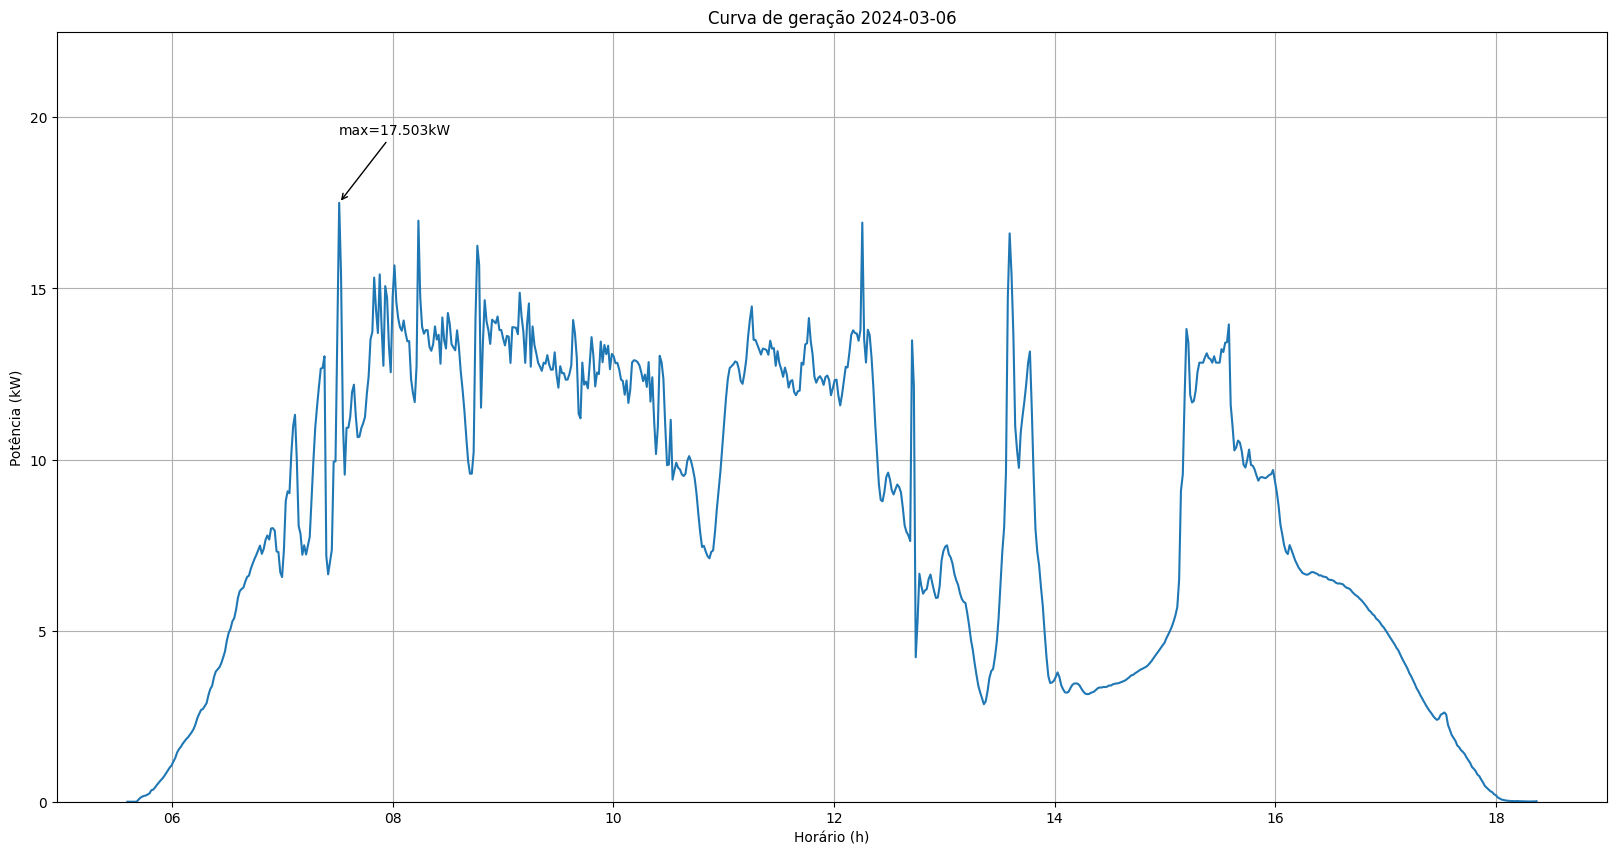 Curva de geração 2024-03-06
max=17.503kW
Potência (kW)
20
15
10
5
0
06 08 10 12 14 16 18
Horário (h)